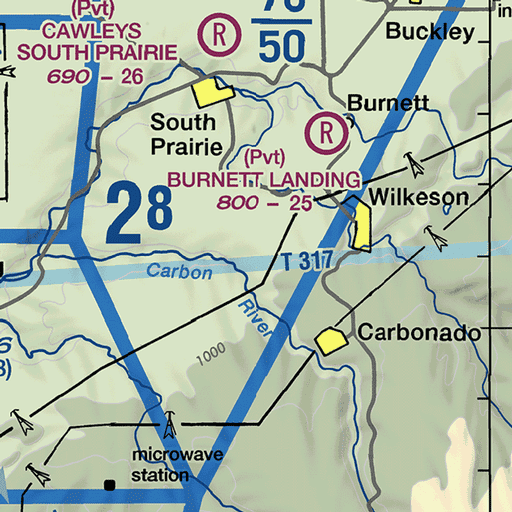 (Pvt)
CAWLEYS
SOUTH PRAIRIE
690 - 26
R
50
in
Buckley
Burnett
South
Prairie
R
(Pvt)
BURNETT LANDING
800 - 25
28
Wilkeson
Carbon
River
T 317
Carbonado
1000
microwave
station